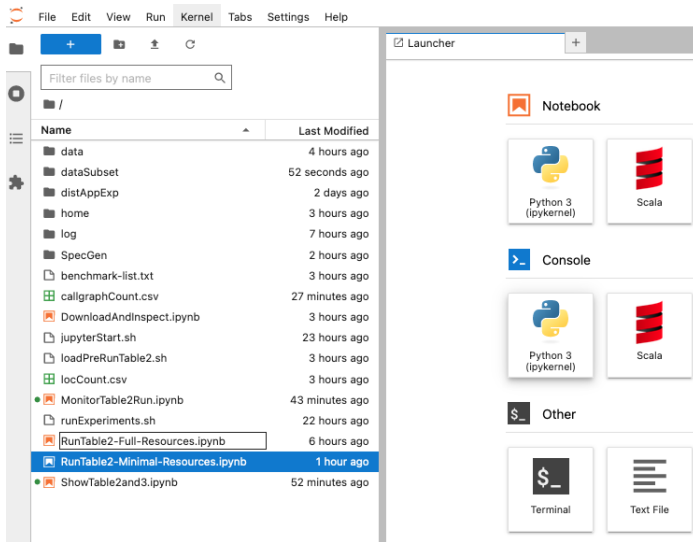 File Edit View Run Kernel Tabs Settings Help
+
Filter files by name
/
Name Last Modified
data 4 hours ago
dataSubset 52 seconds ago
distAppExp 2 days ago
home 3 hours ago
log 7 hours ago
SpecGen 2 hours ago
benchmark-list.txt 3 hours ago
callgraphCount.csv 27 minutes ago
DownloadAndInspect.ipynb 3 hours ago
jupyterStart.sh 23 hours ago
loadPreRunTable2.sh 3 hours ago
locCount.csv 3 hours ago
MonitorTable2Run.ipynb 43 minutes ago
runExperiments.sh 22 hours ago
RunTable2-Full-Resources.ipynb 6 hours ago
RunTable2-Minimal-Resources.ipynb 1 hour ago
ShowTable2and3.ipynb 52 minutes ago
Launcher +
Notebook
Python 3 Scala
(ipykernel)
Console
Python 3 Scala
(ipykernel)
$_ Other
$_
Terminal Text File